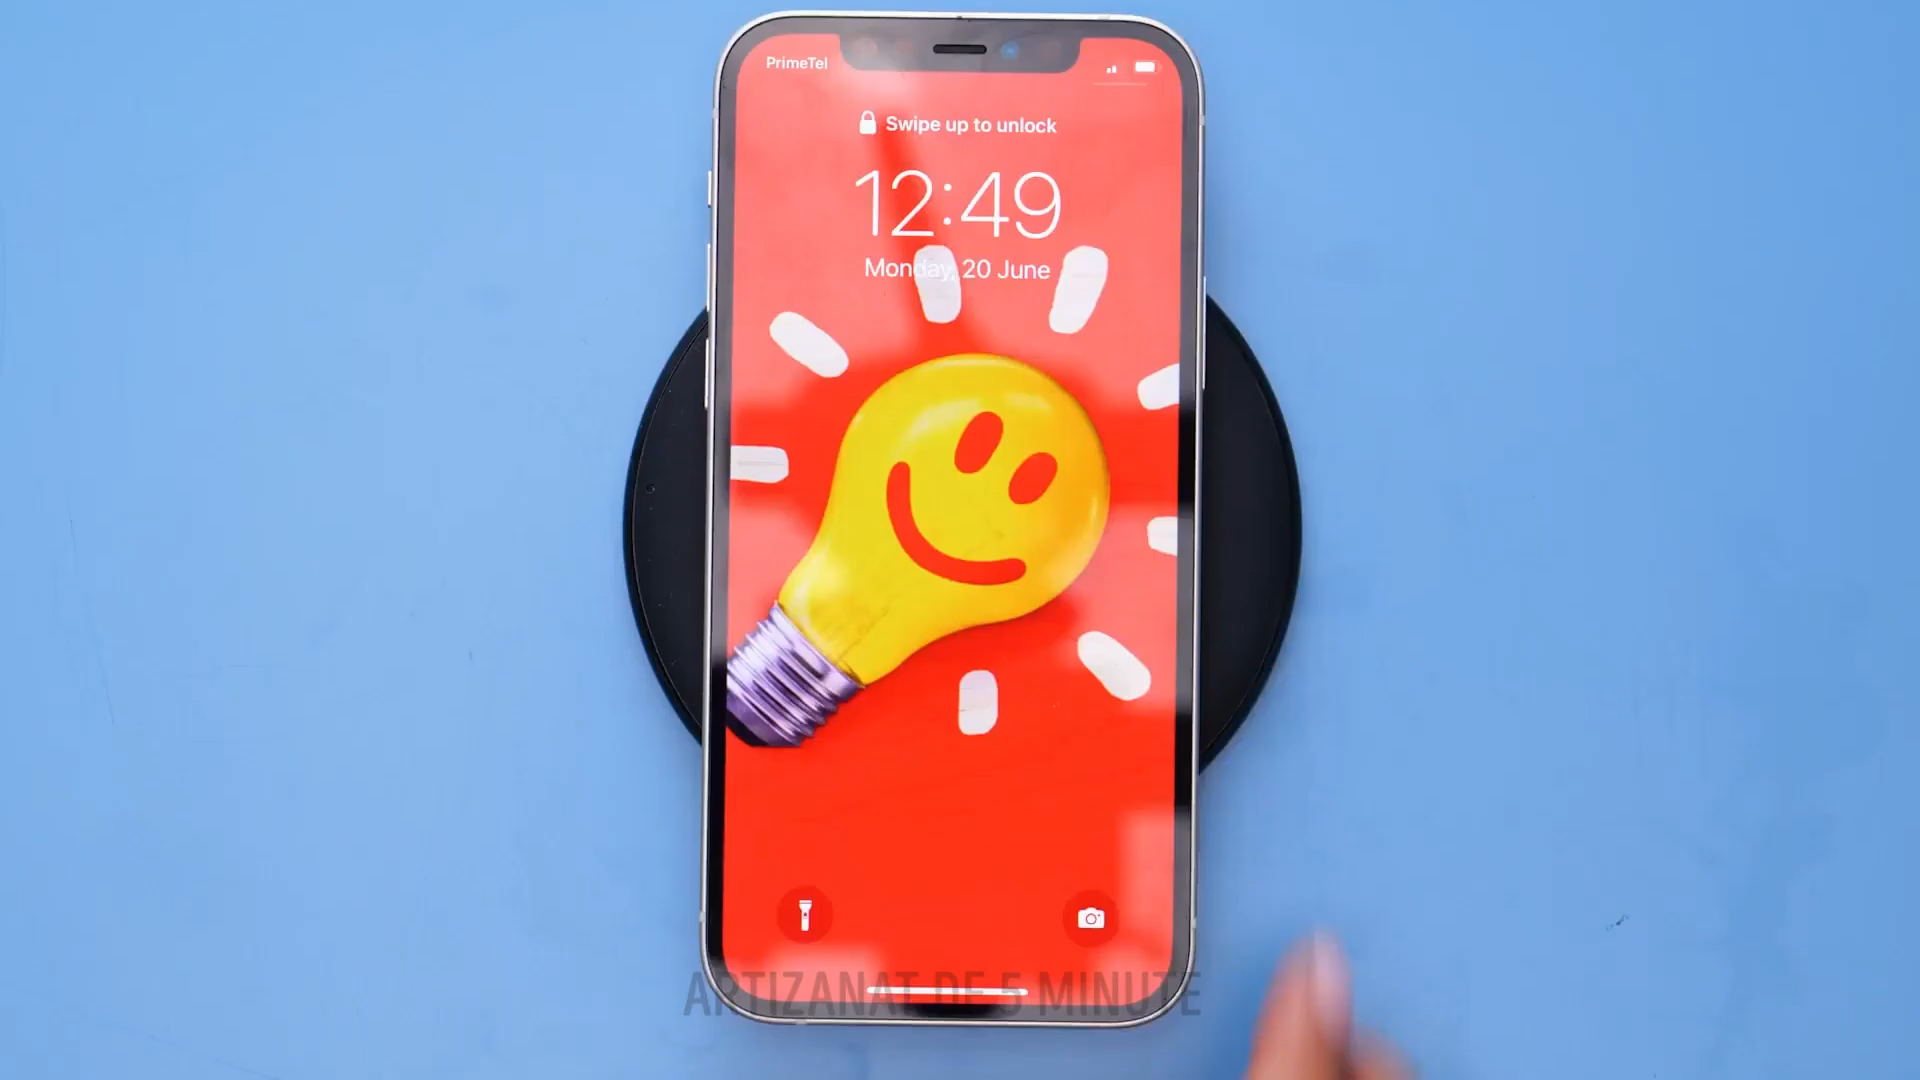 PrimeTel
Swipe up to unlock
12:49
Monday, 20 June
ARTIZANAT DE 5 MINUTE